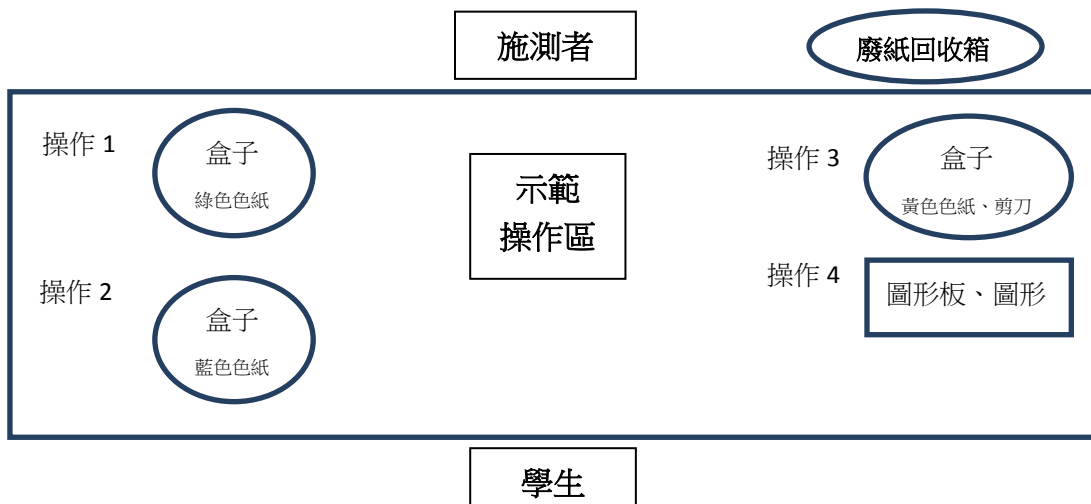 施測者
廢紙回收箱
操作 1
盒子
綠色色紙
示範
操作區
操作 3
盒子
黃色色紙、剪刀
操作 2
盒子
藍色色紙
操作 4
圖形板、圖形
學生